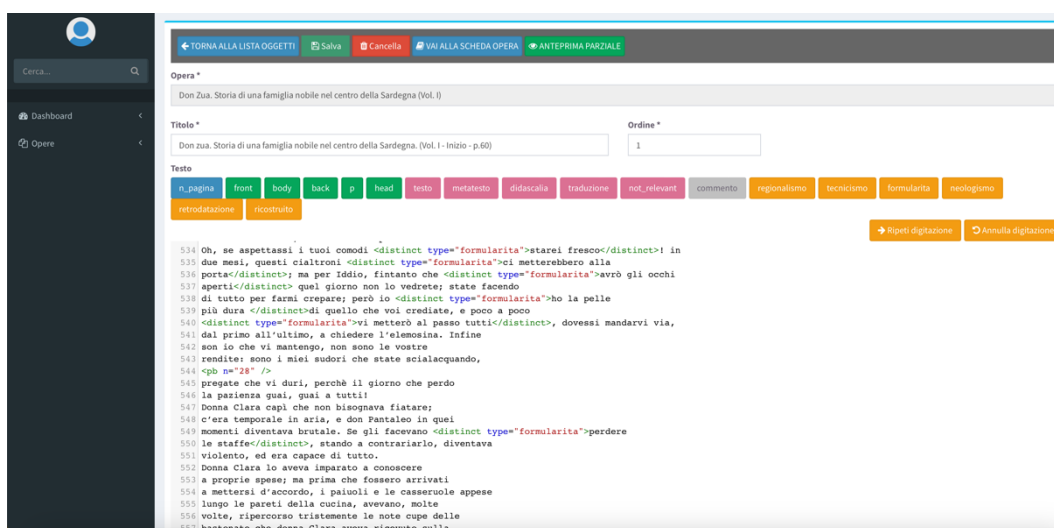 TORNA ALLA LISTA OGGETTI
Salva
Cancella
VAI ALLA SCHEDA OPERA
ANTEPRIMA PARZIALE
Cerca...
Dashboard
Opere
Opera *
Don Zua. Storia di una famiglia nobile nel centro della Sardegna (Vol. I)
Titolo *
Don zua. Storia di una famiglia nobile nel centro della Sardegna. (Vol. I - Inizio - p.60)
Ordine *
1
Testo
n_pagina front body back p head testo metatesto didascalia traduzione not_relevant commento regionalismo tecnicismo formularita neologismo
retrodatazione ricostruito
Ripeti digitazione
Annulla digitazione
534 Oh, se aspettassi i tuoi comodi <distinct type="formularita">starei fresco</distinct>! in
535 due mesi, questi cialtroni <distinct type="formularita">ci metterebbero alla
536 porta</distinct>; ma per Iddio, fintanto che <distinct type="formularita">avrò gli occhi
537 aperti</distinct> quel giorno non lo vedrete; state facendo
538 di tutto per farmi crepare; però io <distinct type="formularita">ho la pelle
539 più dura </distinct>di quello che voi crediate, e poco a poco
540 <distinct type="formularita">vi metterò al passo tutti</distinct>, dovessi mandarvi via,
541 dal primo all'ultimo, a chiedere l'elemosina. Infine
542 son io che vi mantengo, non sono le vostre
543 rendite: sono i miei sudori che state scialacquando,
544 <pb n="28" />
545 pregate che vi duri, perchè il giorno che perdo
546 la pazienza guai, guai a tutti!
547 Donna Clara capì che non bisognava fiatare;
548 c'era temporale in aria, e don Pantaleo in quei
549 momenti diventava brutale. Se gli facevano <distinct type="formularita">perdere
550 le staffe</distinct>, stando a contrariarlo, diventava
551 violento, ed era capace di tutto.
552 Donna Clara lo aveva imparato a conoscere
553 a proprie spese; ma prima che fossero arrivati
554 a mettersi d'accordo, i paiuoli e le casseruole appese
555 lungo le pareti della cucina, avevano, molte
556 volte, ripercorso tristemente le note cupe delle